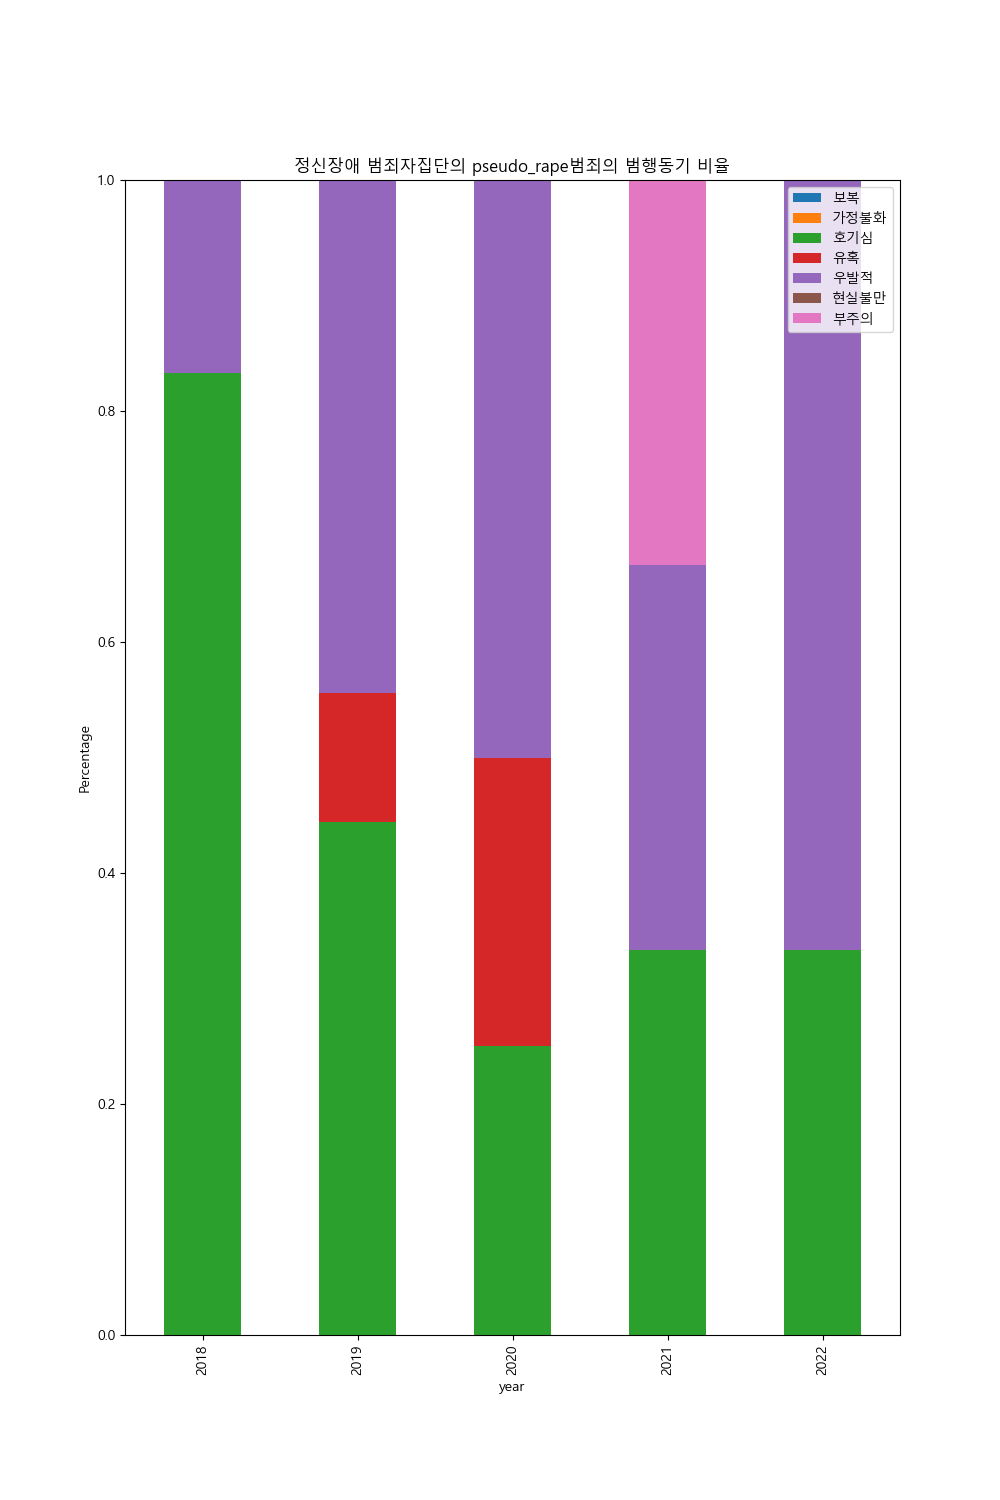 정신장애 범죄자집단의 pseudo_rape범죄의 범행동기 비율
1.0
0.8
0.6
0.4
0.2
0.0
Percentage
보복
가정불화
호기심
유혹
우발적
현실불만
부주의
2018
2019
2020
2021
2022
year